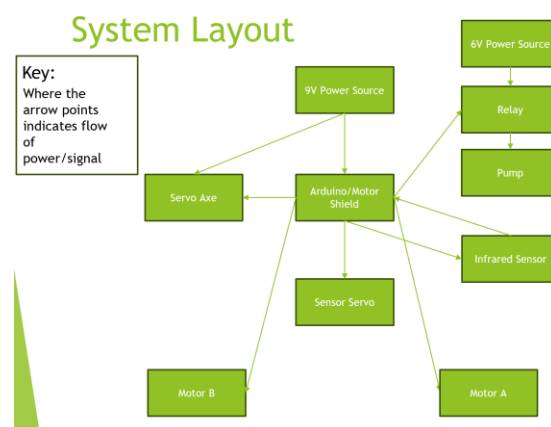 System Layout
Key:
Where the
arrow points
indicates flow
of
power/signal
6V Power Source
9V Power Source
Relay
Pump
Servo Axe
Arduino/Motor
Shield
Infrared Sensor
Sensor Servo
Motor B
Motor A